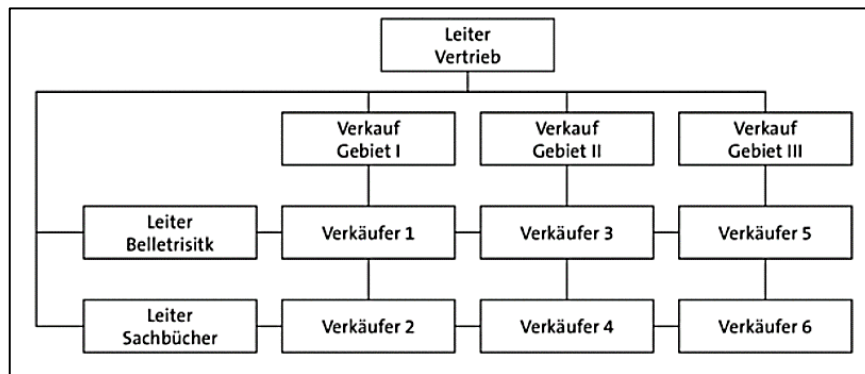 Leiter
Vertrieb
Verkauf
Gebiet I
Verkauf
Gebiet II
Verkauf
Gebiet III
Leiter
Belletrisitk
Verkäufer 1
Verkäufer 3
Verkäufer 5
Leiter
Sachbücher
Verkäufer 2
Verkäufer 4
Verkäufer 6